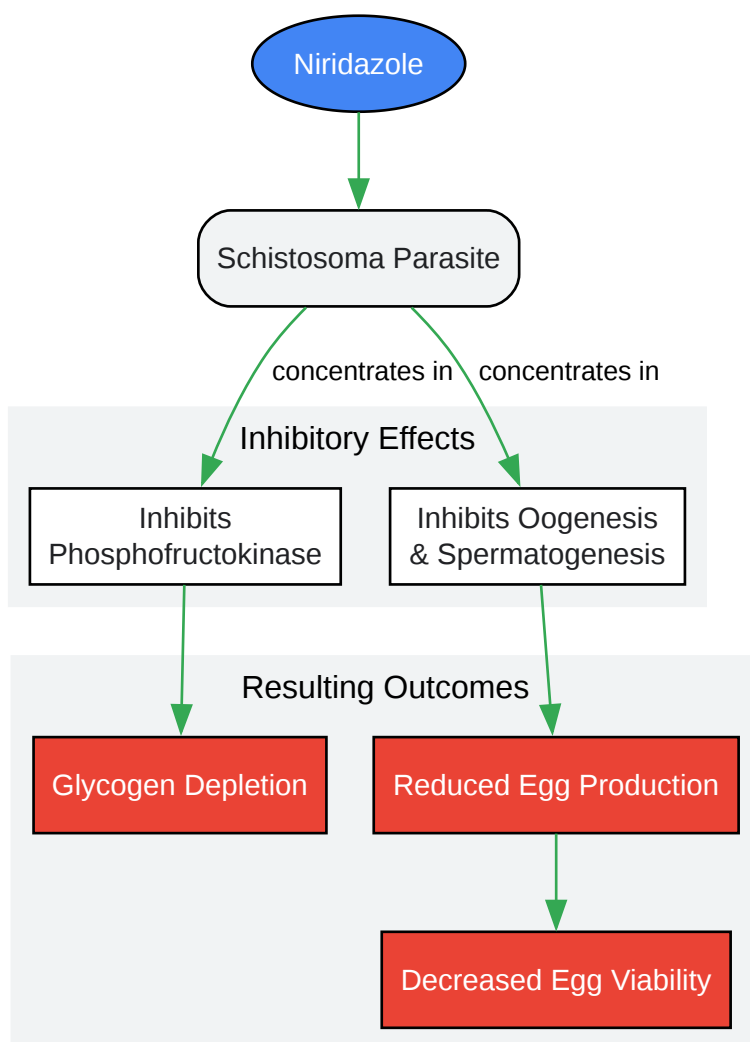 Niridazole
Schistosoma Parasite
concentrates in
concentrates in
Inhibitory Effects
Inhibits
Phosphofructokinase
Inhibits Oogenesis
& Spermatogenesis
Resulting Outcomes
Glycogen Depletion
Reduced Egg Production
Decreased Egg Viability